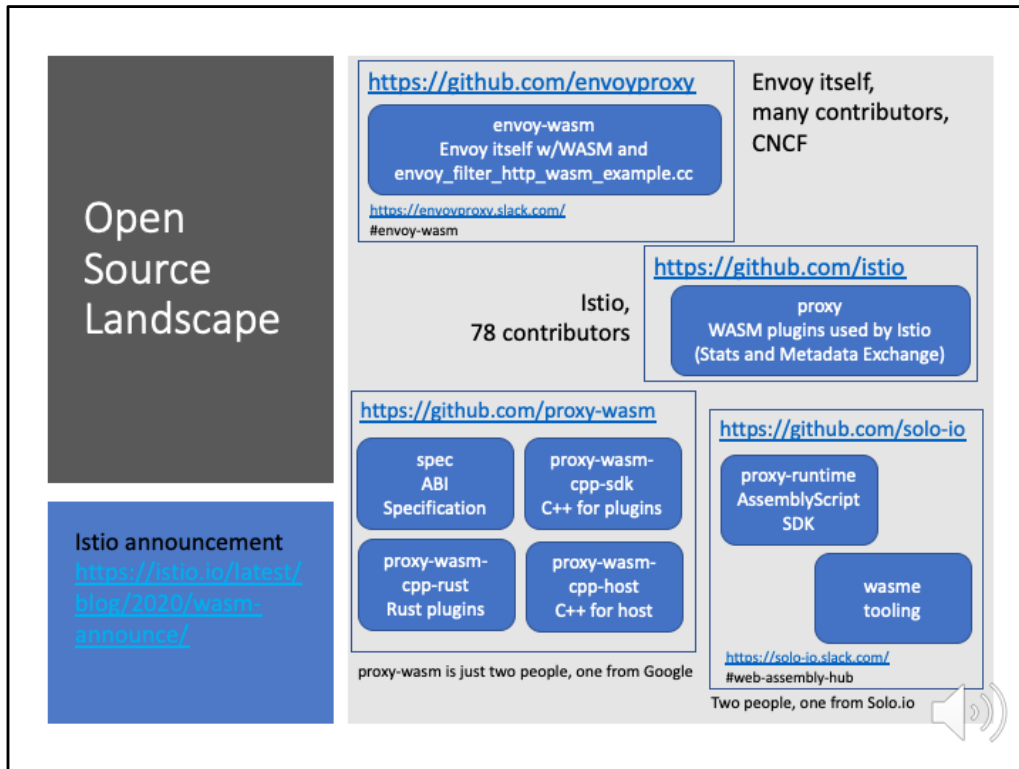 Open
Source
Landscape
Istio announcement
https://istio.io/latest/
blog/2020/wasm-
announce/
https://github.com/envoyproxy
envoy-wasm
Envoy itself w/WASM and
envoy_filter_http_wasm_example.cc
https://envoyproxy.slack.com/
#envoy-wasm
Envoy itself,
many contributors,
CNCF
https://github.com/istio
proxy
WASM plugins used by Istio
(Stats and Metadata Exchange)
Istio,
78 contributors
https://github.com/proxy-wasm
spec
ABI
Specification
proxy-wasm-
cpp-sdk
C++ for plugins
proxy-wasm-
cpp-rust
Rust plugins
proxy-wasm-
cpp-host
C++ for host
proxy-wasm is just two people, one from Google
https://github.com/solo-io
proxy-runtime
AssemblyScript
SDK
wasme
tooling
https://solo-io.slack.com/
#web-assembly-hub
Two people, one from Solo.io